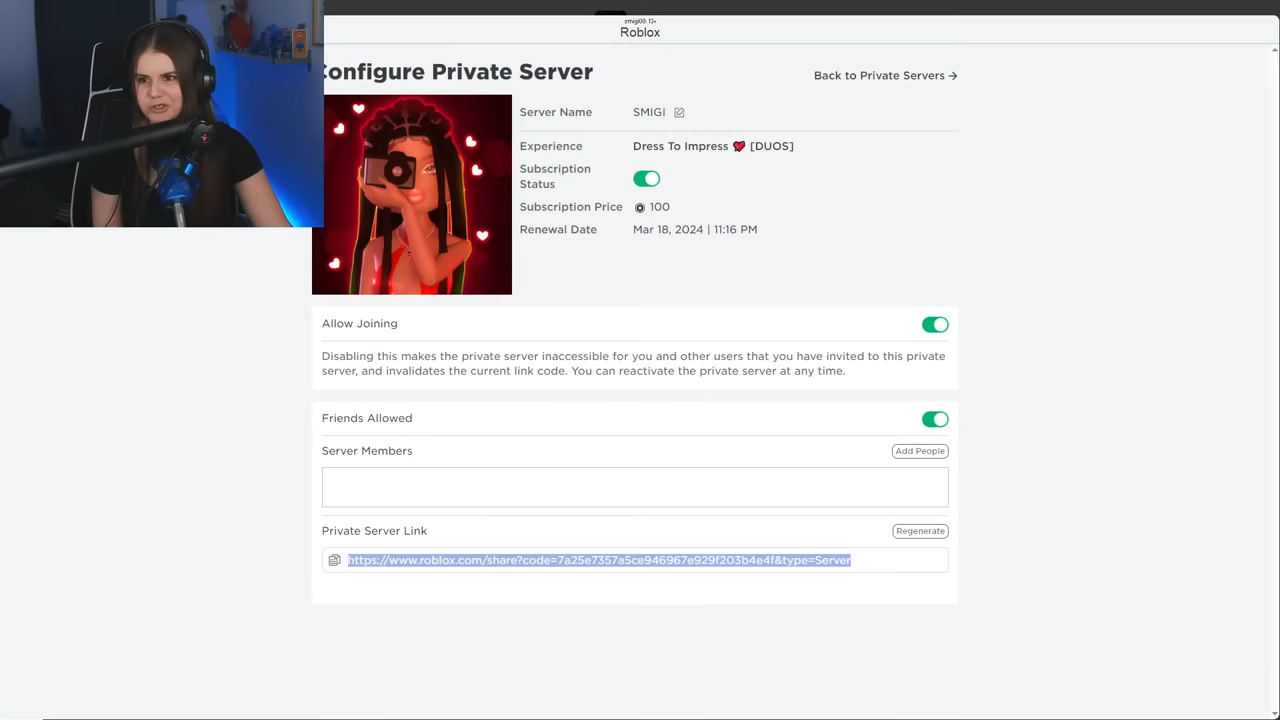 smigi00: 13+
Roblox
Configure Private Server
Back to Private Servers →
Server Name SMIGI
Experience Dress To Impress 💘 [DUOS]
Subscription
Status
Subscription Price 100
Renewal Date Mar 18, 2024 | 11:16 PM
Allow Joining
Disabling this makes the private server inaccessible for you and other users that you have invited to this private
server, and invalidates the current link code. You can reactivate the private server at any time.
Friends Allowed
Server Members Add People
Private Server Link Regenerate
https://www.roblox.com/share?code=7a25e7357a5ce946967e929f203b4e4f&type=Server